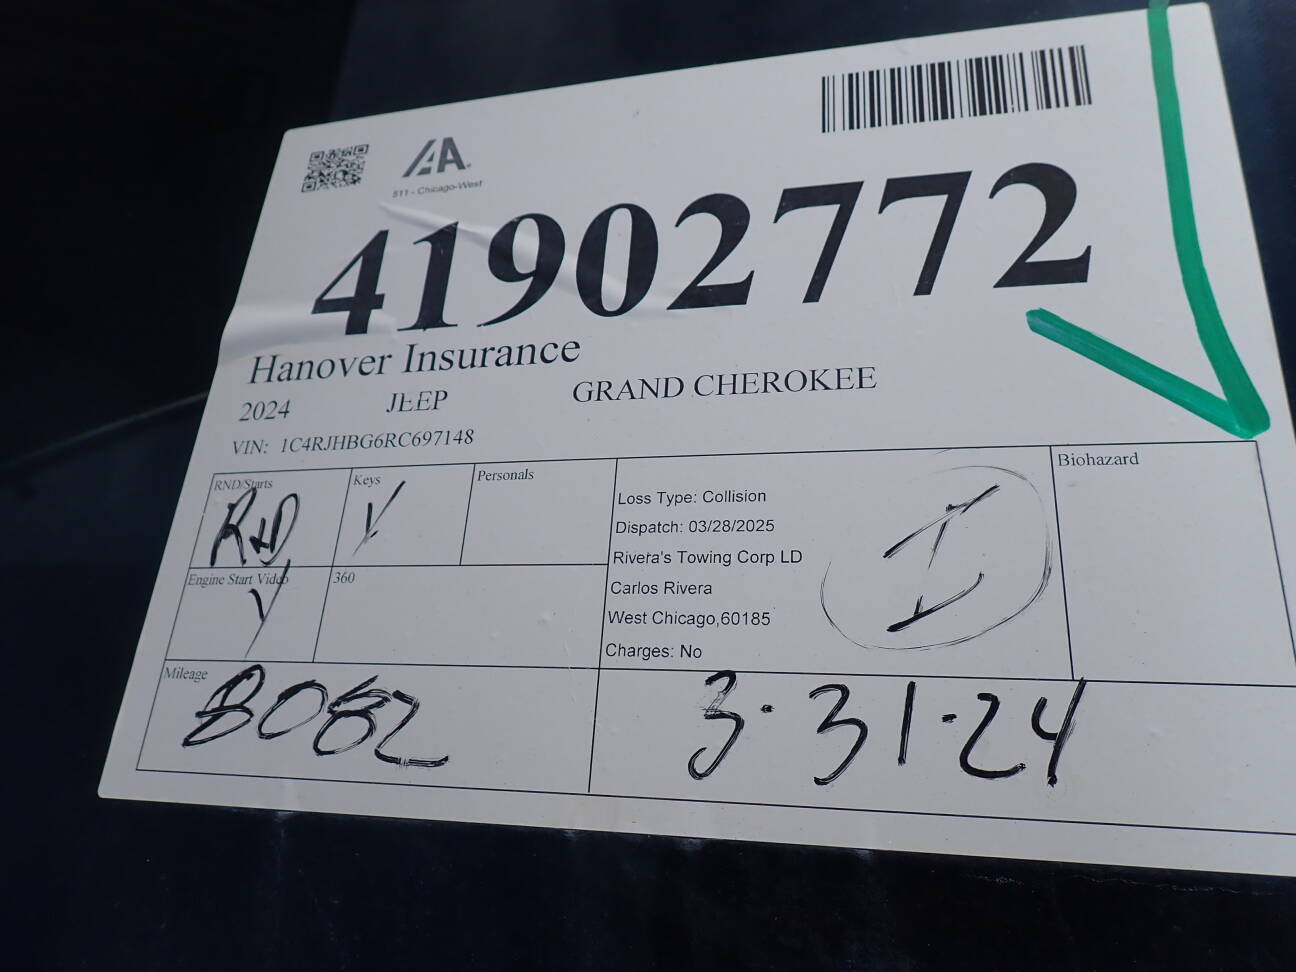 IAA
511 - Chicago-West
41902772
Hanover Insurance
2024 JEEP GRAND CHEROKEE
VIN: 1C4RJHBG6RC697148
RND/Starts
RND
Keys
Y
Personals
Engine Start Video
Y
360
Loss Type: Collision
Dispatch: 03/28/2025
Rivera's Towing Corp LD
Carlos Rivera
West Chicago,60185
Charges: No
I
Biohazard
Mileage
8082
3·31·24